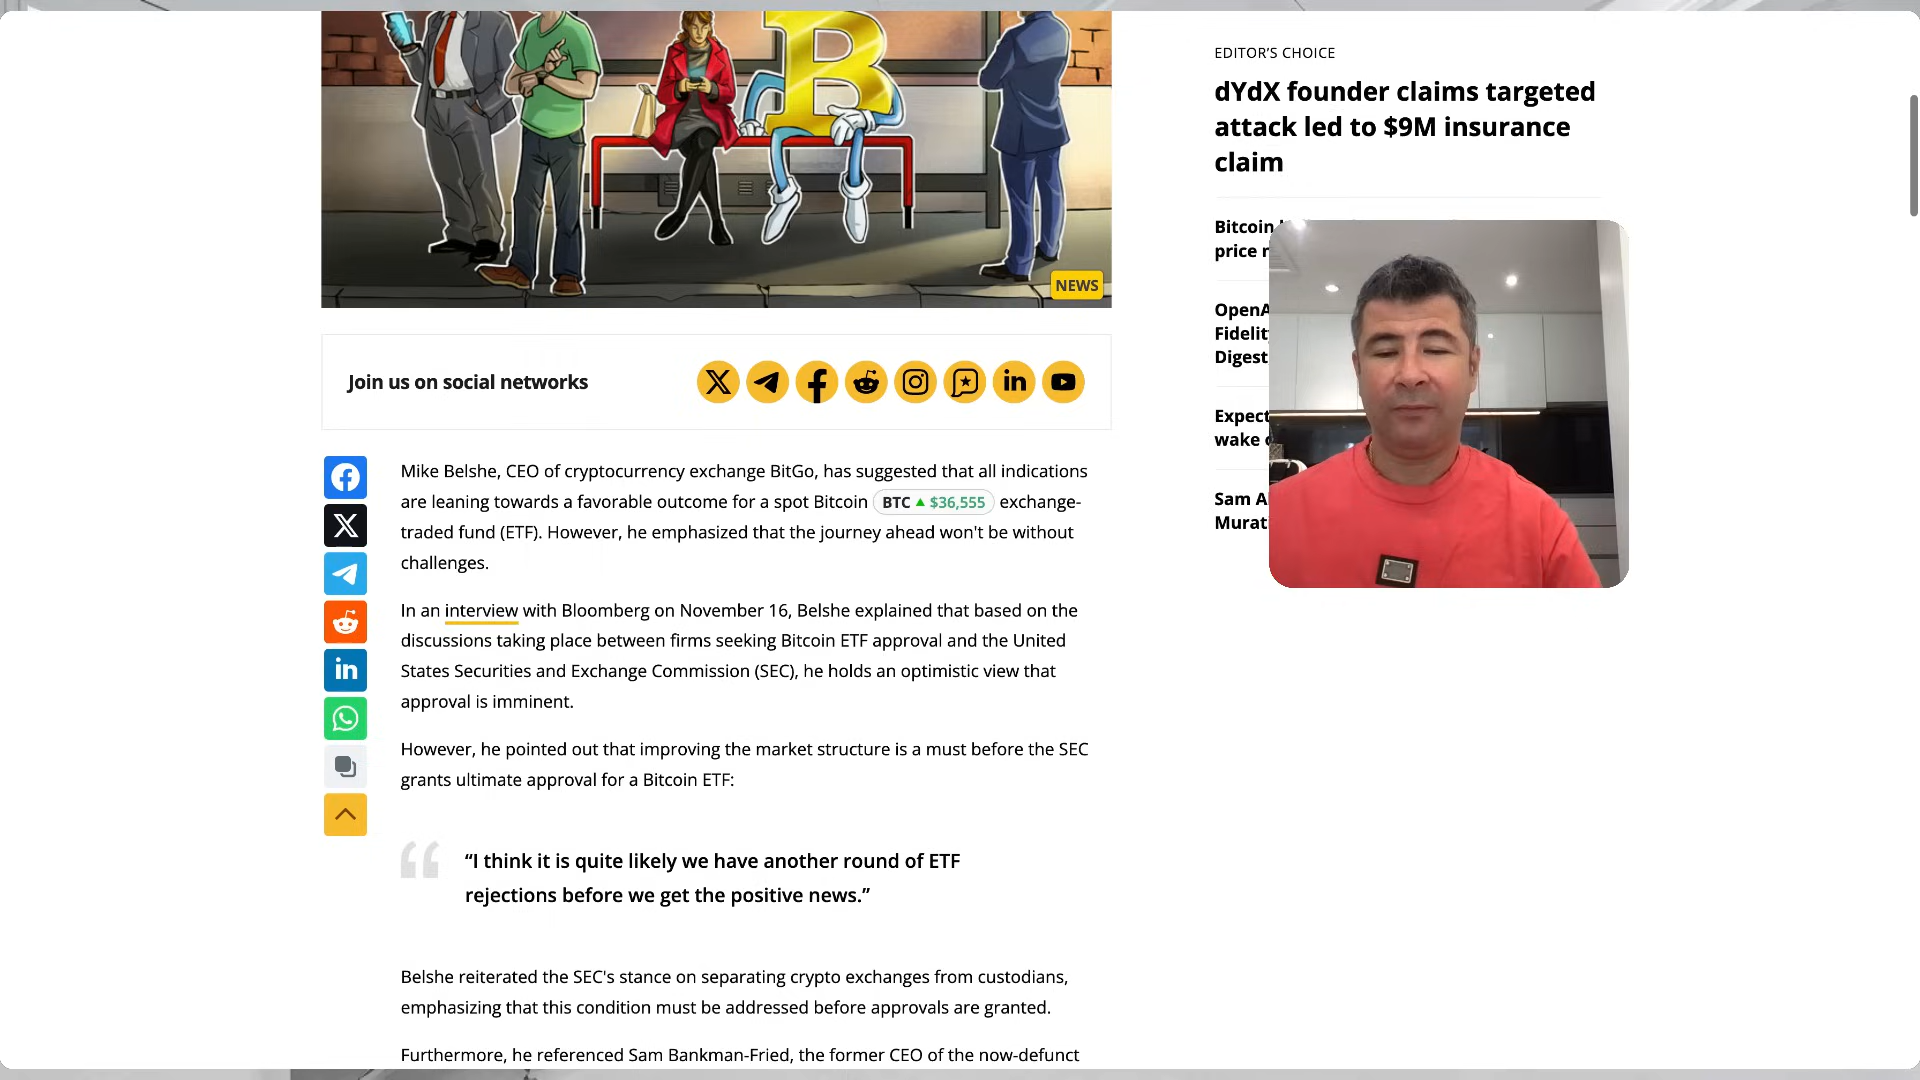 NEWS
Join us on social networks
Mike Belshe, CEO of cryptocurrency exchange BitGo, has suggested that all indications
are leaning towards a favorable outcome for a spot Bitcoin BTC ▲ $36,555 exchange-
traded fund (ETF). However, he emphasized that the journey ahead won't be without
challenges.
In an interview with Bloomberg on November 16, Belshe explained that based on the
discussions taking place between firms seeking Bitcoin ETF approval and the United
States Securities and Exchange Commission (SEC), he holds an optimistic view that
approval is imminent.
However, he pointed out that improving the market structure is a must before the SEC
grants ultimate approval for a Bitcoin ETF:
“I think it is quite likely we have another round of ETF
rejections before we get the positive news.”
Belshe reiterated the SEC's stance on separating crypto exchanges from custodians,
emphasizing that this condition must be addressed before approvals are granted.
Furthermore, he referenced Sam Bankman-Fried, the former CEO of the now-defunct
EDITOR’S CHOICE
dYdX founder claims targeted
attack led to $9M insurance
claim
Bitcoin
price
Digest
Expect
wake
Sam